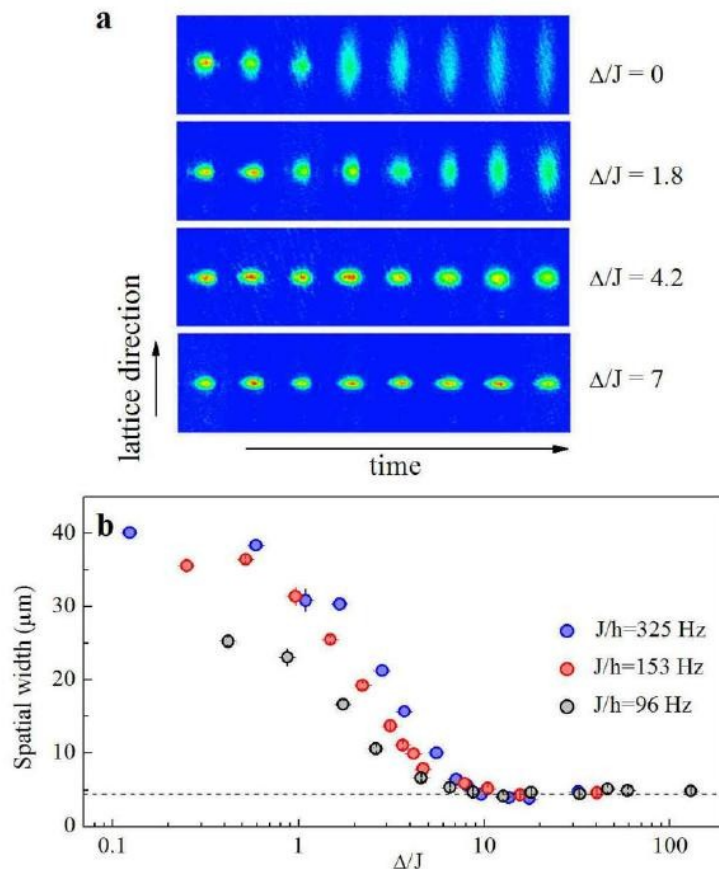 a
Δ/J = 0
Δ/J = 1.8
Δ/J = 4.2
Δ/J = 7
lattice direction
time
b
Spatial width (μm)
40
30
20
10
0
J/h=325 Hz
J/h=153 Hz
J/h=96 Hz
0.1
1
10
100
Δ/J